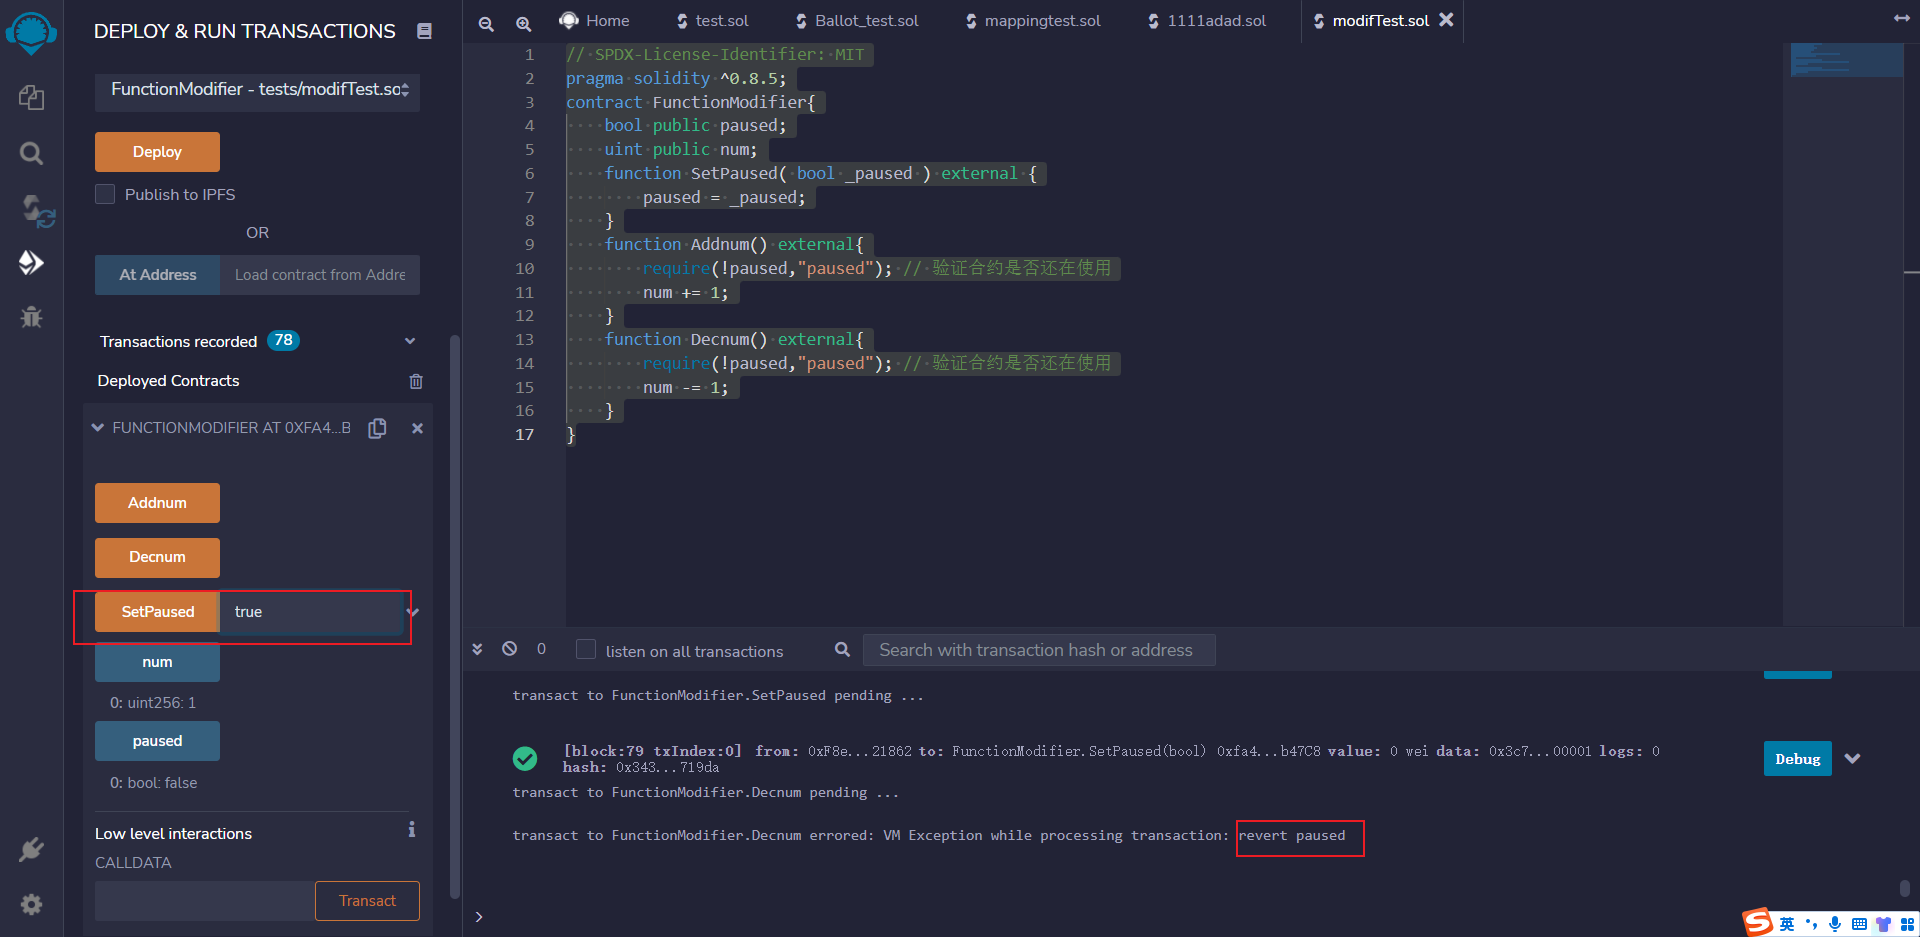 DEPLOY & RUN TRANSACTIONS
FunctionModifier - tests/modifTest.sc
Deploy
Publish to IPFS
OR
At Address
Load contract from Addre
Transactions recorded 78
Deployed Contracts
FUNCTIONMODIFIER AT 0XFA4...B
Addnum
Decnum
SetPaused true
num
0: uint256: 1
paused
0: bool: false
Low level interactions
CALLDATA
Transact
Home test.sol Ballot_test.sol mappingtest.sol 1111adad.sol modifTest.sol
1 // SPDX-License-Identifier: MIT
2 pragma solidity ^0.8.5;
3 contract FunctionModifier{
4 bool public paused;
5 uint public num;
6 function SetPaused( bool _paused ) external {
7 paused = _paused;
8 }
9 function Addnum() external{
10 require(!paused,"paused"); // 验证合约是否还在使用
11 num += 1;
12 }
13 function Decnum() external{
14 require(!paused,"paused"); // 验证合约是否还在使用
15 num -= 1;
16 }
17 }
0 listen on all transactions Search with transaction hash or address
transact to FunctionModifier.SetPaused pending ...
[block:79 txIndex:0] from: 0xF8e...21862 to: FunctionModifier.SetPaused(bool) 0xfa4...b47C8 value: 0 wei data: 0x3c7...00001 logs: 0
hash: 0x343...719da
Debug
transact to FunctionModifier.Decnum pending ...
transact to FunctionModifier.Decnum errored: VM Exception while processing transaction: revert paused
>
S 英